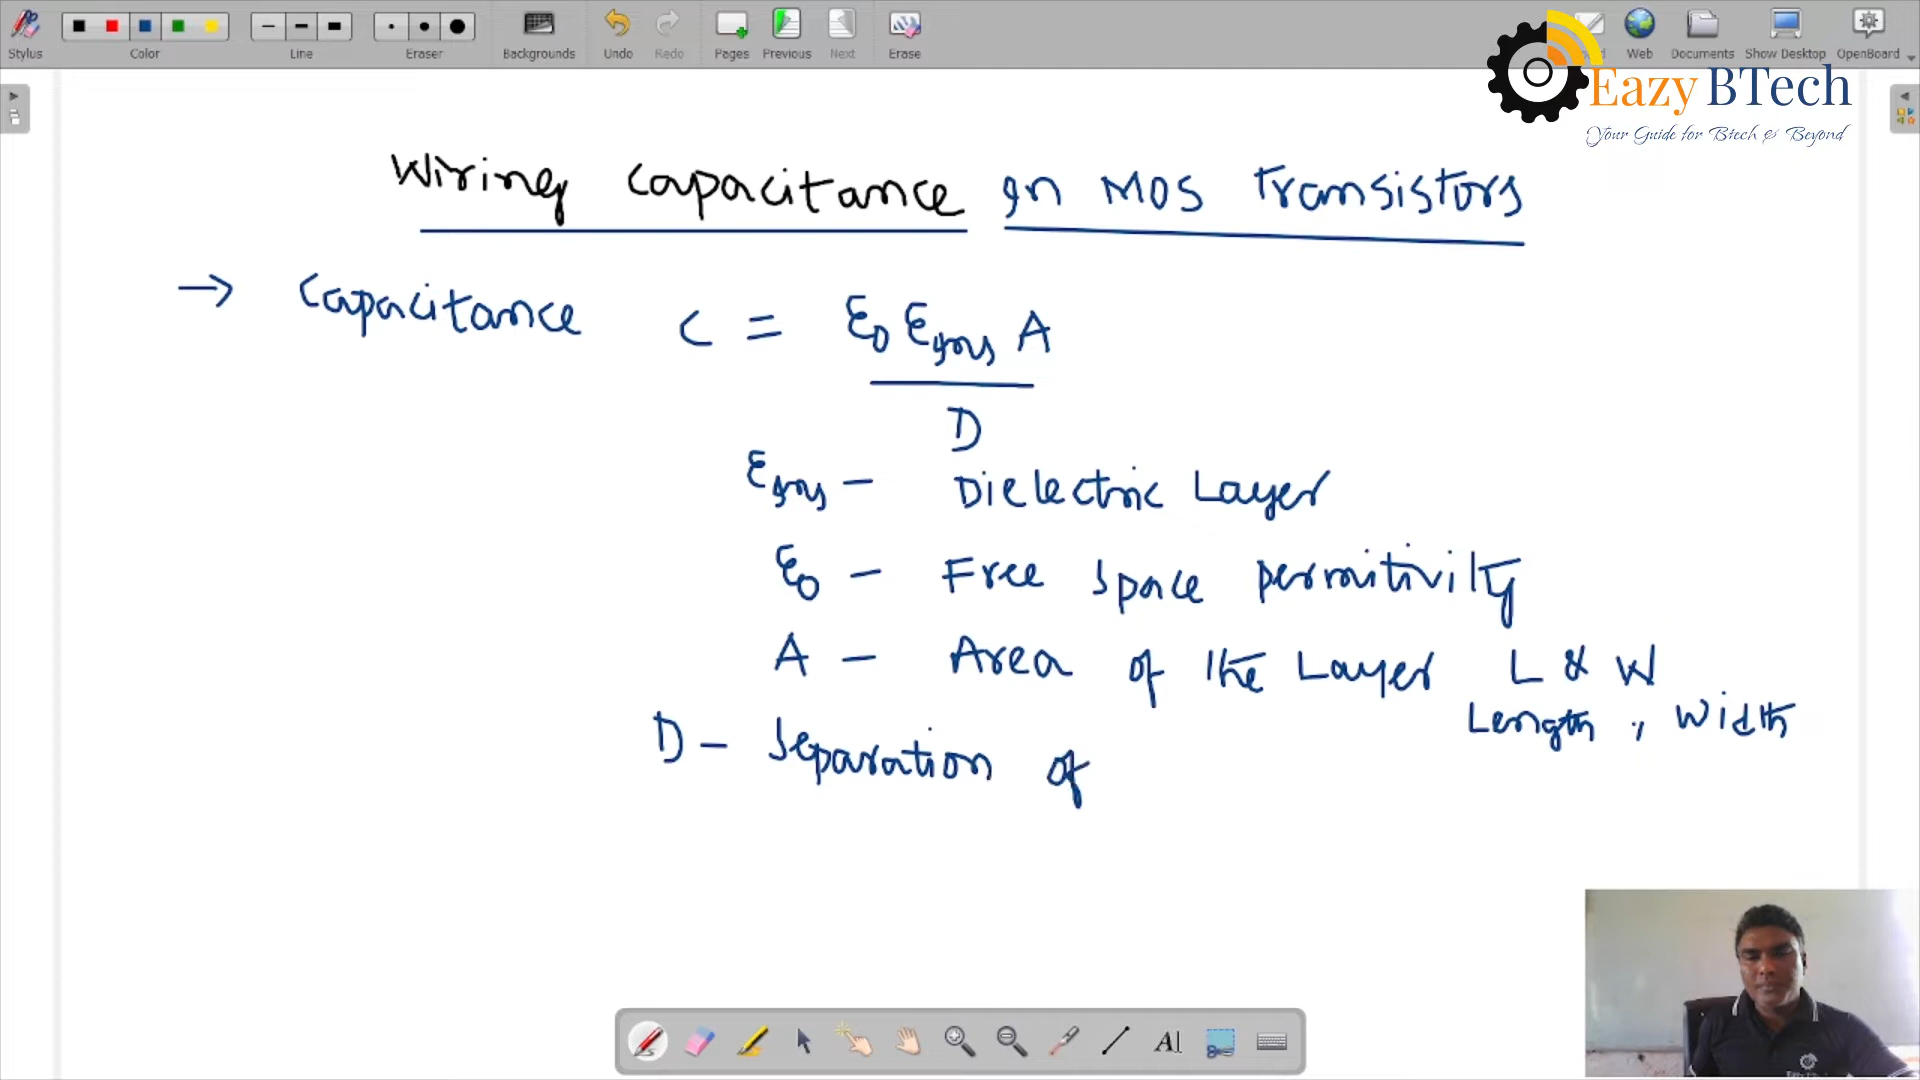 Stylus Color Line Eraser Backgrounds Undo Redo Pages Previous Next Erase Web Documents Show Desktop OpenBoard
Eazy BTech
Your Guide for Btech & Beyond
Wiring Capacitance In MOS Transistors
→ Capacitance C = ε0 εins A
D
εins — Dielectric Layer
ε0 — Free Space permitivity
A — Area of the Layer L & W
Length , Width
D — Separation of